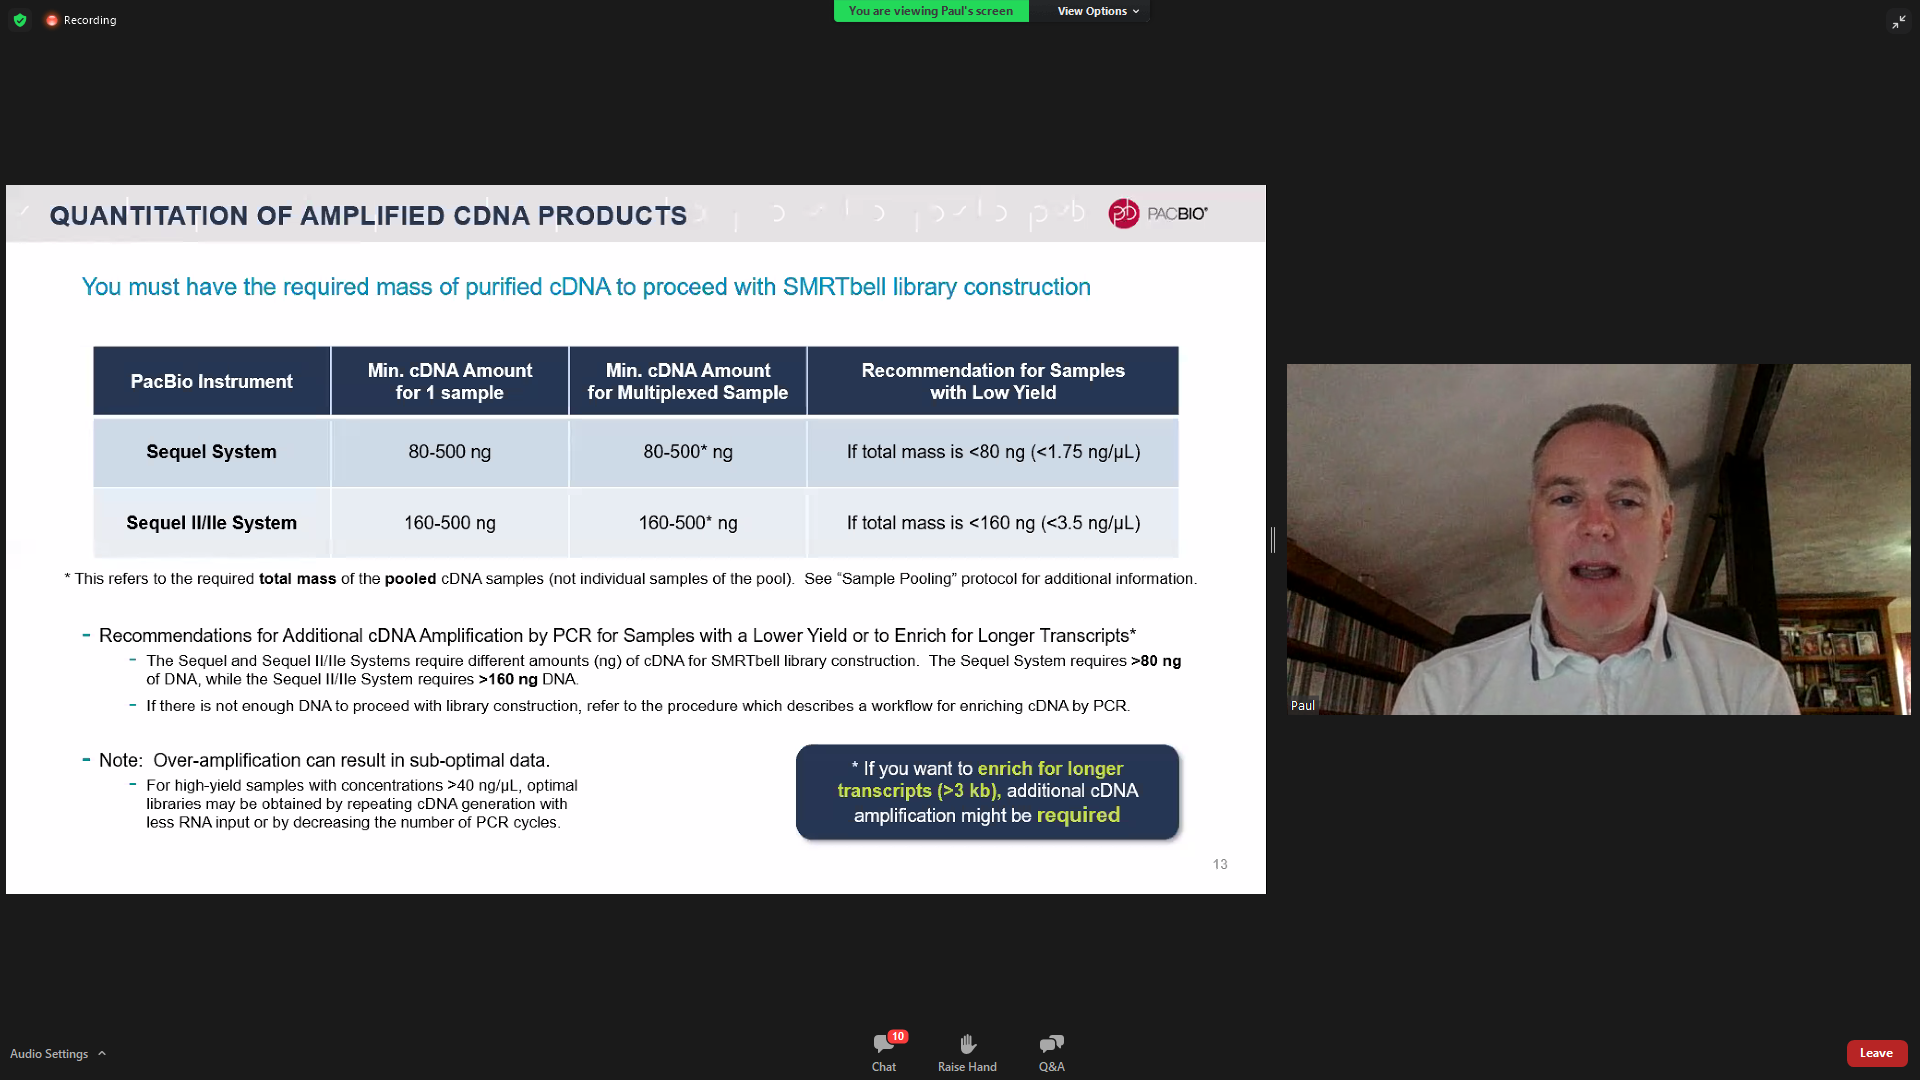 Recording
You are viewing Paul's screen
View Options
QUANTITATION OF AMPLIFIED CDNA PRODUCTS
PACBIO®
You must have the required mass of purified cDNA to proceed with SMRTbell library construction
PacBio Instrument
Min. cDNA Amount
for 1 sample
Min. cDNA Amount
for Multiplexed Sample
Recommendation for Samples
with Low Yield
Sequel System
80-500 ng
80-500* ng
If total mass is <80 ng (<1.75 ng/µL)
Sequel II/IIe System
160-500 ng
160-500* ng
If total mass is <160 ng (<3.5 ng/µL)
* This refers to the required total mass of the pooled cDNA samples (not individual samples of the pool). See “Sample Pooling” protocol for additional information.
- Recommendations for Additional cDNA Amplification by PCR for Samples with a Lower Yield or to Enrich for Longer Transcripts*
- The Sequel and Sequel II/IIe Systems require different amounts (ng) of cDNA for SMRTbell library construction. The Sequel System requires >80 ng
of DNA, while the Sequel II/IIe System requires >160 ng DNA.
- If there is not enough DNA to proceed with library construction, refer to the procedure which describes a workflow for enriching cDNA by PCR.
- Note: Over-amplification can result in sub-optimal data.
- For high-yield samples with concentrations >40 ng/µL, optimal
libraries may be obtained by repeating cDNA generation with
less RNA input or by decreasing the number of PCR cycles.
* If you want to enrich for longer
transcripts (>3 kb), additional cDNA
amplification might be required
13
Paul
Audio Settings
10
Chat
Raise Hand
Q&A
Leave